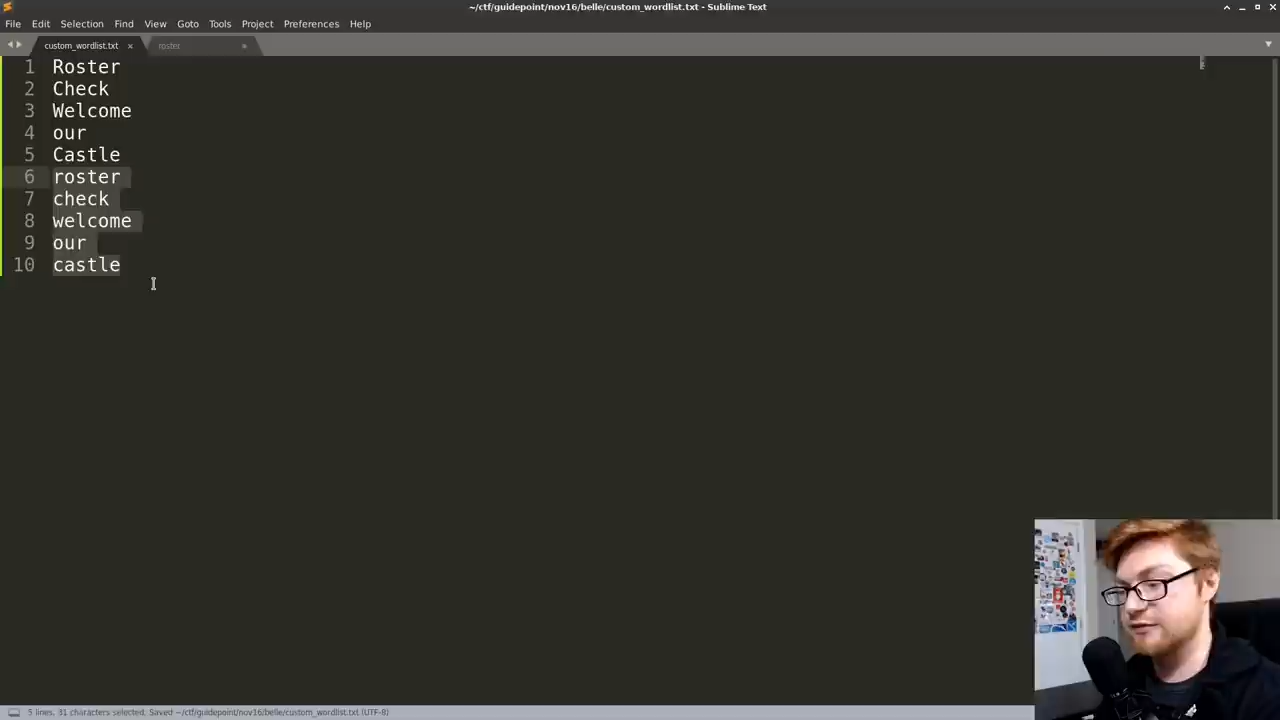 ~/ctf/guidepoint/nov16/belle/custom_wordlist.txt - Sublime Text
File Edit Selection Find View Goto Tools Project Preferences Help
custom_wordlist.txt × roster
1 Roster
2 Check
3 Welcome
4 our
5 Castle
6 roster
7 check
8 welcome
9 our
10 castle
5 lines, 31 characters selected, Saved ~/ctf/guidepoint/nov16/belle/custom_wordlist.txt (UTF-8)